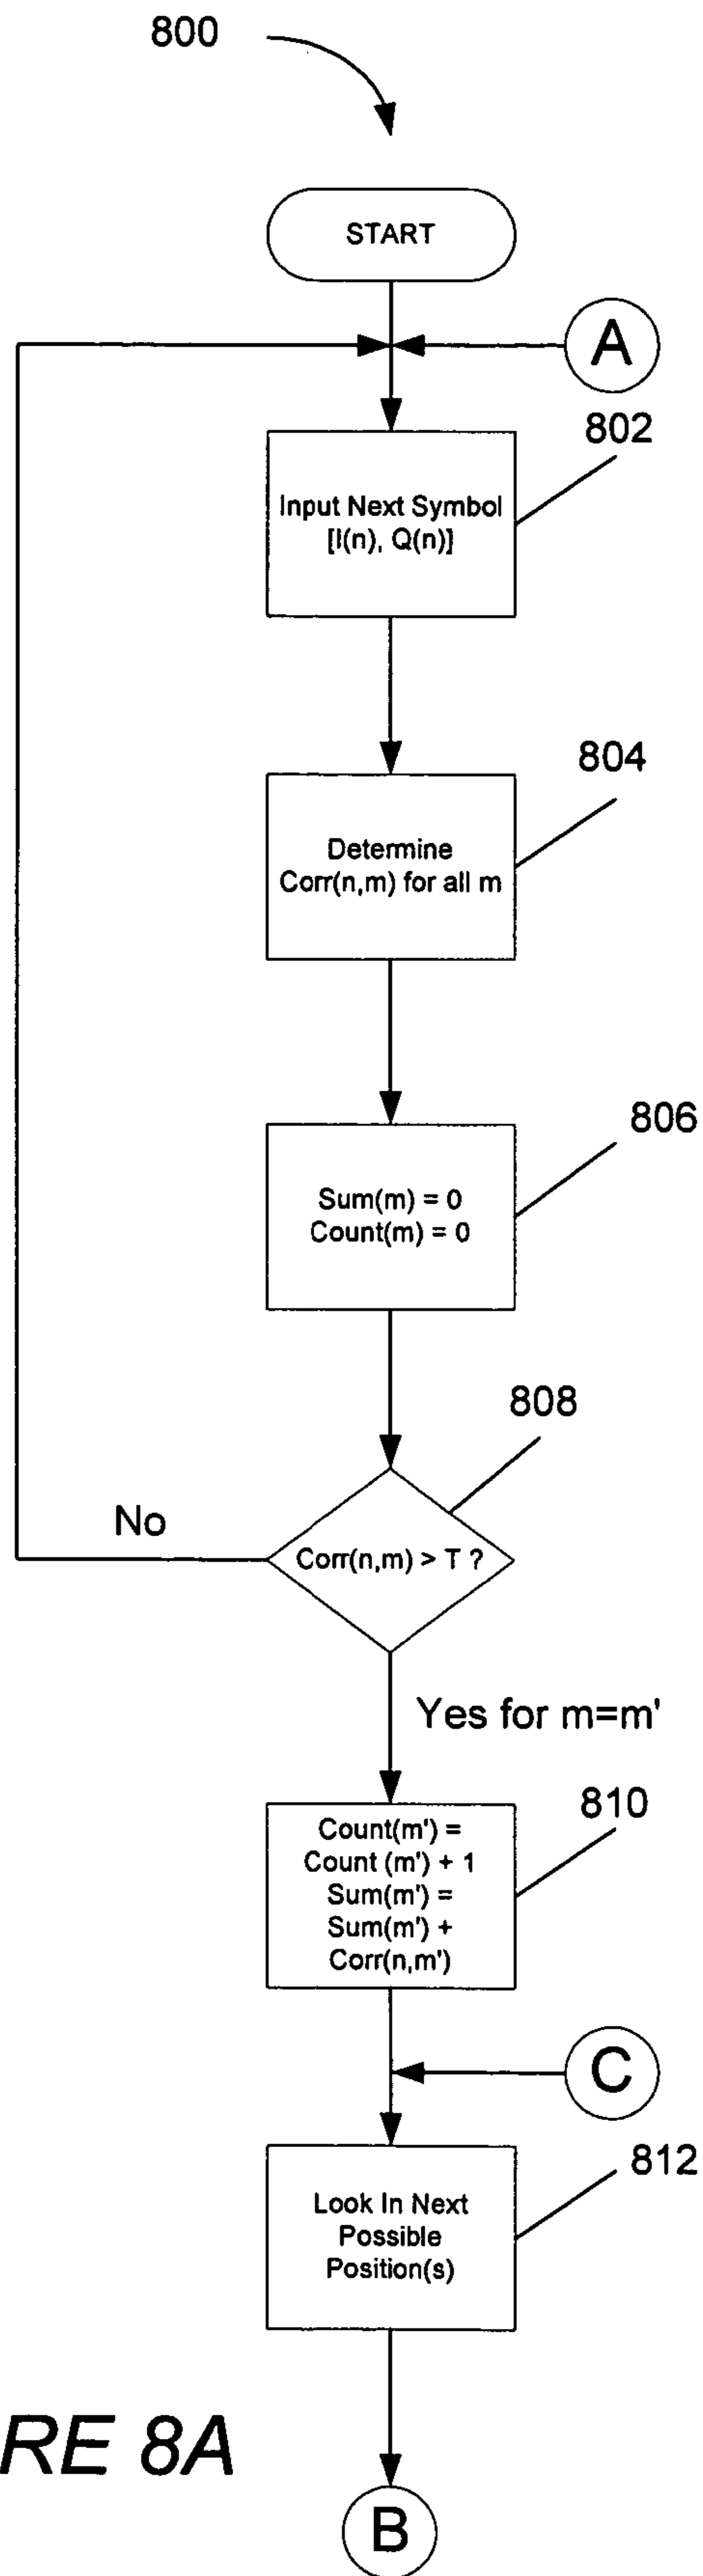 800
START
A
802
Input Next Symbol
[I(n), Q(n)]
804
Determine
Corr(n,m) for all m
806
Sum(m) = 0
Count(m) = 0
808
No
Corr(n,m) > T ?
Yes for m=m'
810
Count(m') =
Count (m') + 1
Sum(m') =
Sum(m') +
Corr(n,m')
C
812
Look In Next
Possible
Position(s)
RE 8A
B